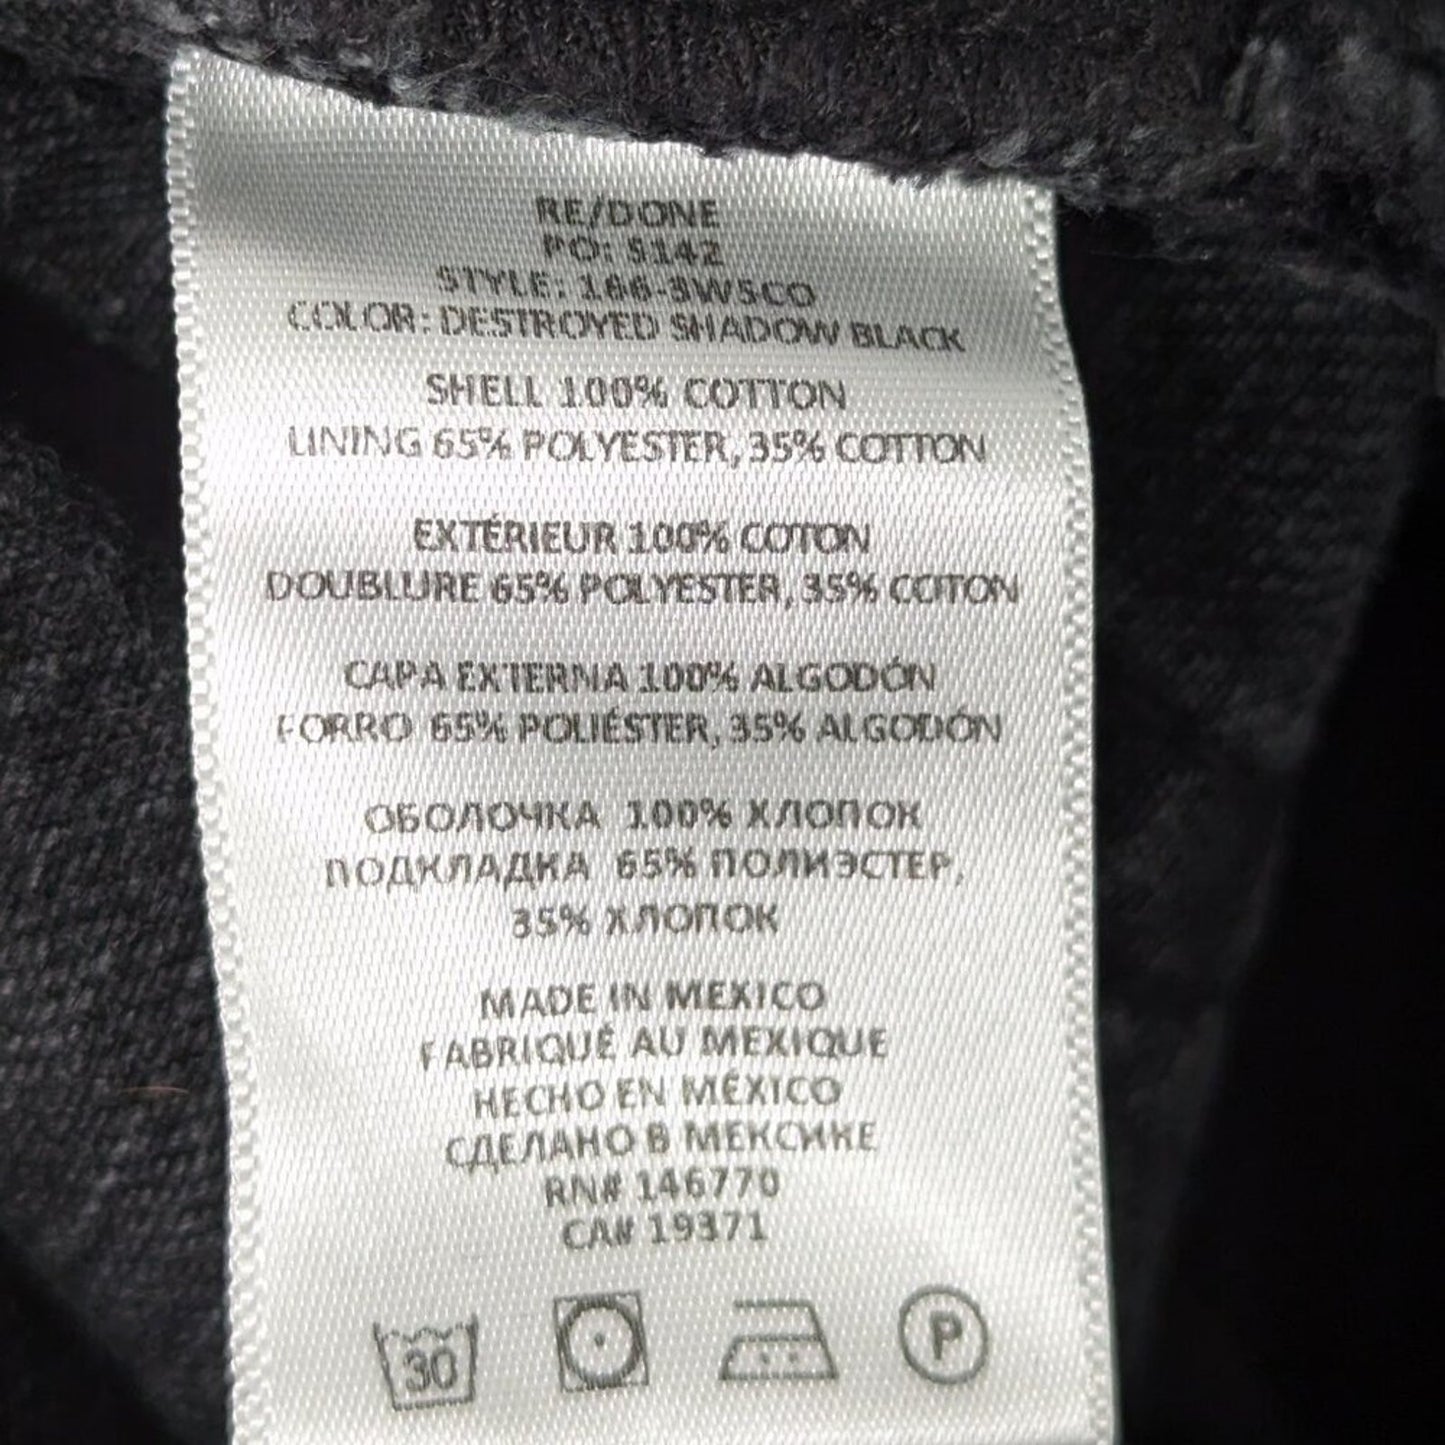 RE/DONE
PO: 5142
STYLE: 166-3W5CO
COLOR: DESTROYED SHADOW BLACK
SHELL 100% COTTON
LINING 65% POLYESTER, 35% COTTON
EXTÉRIEUR 100% COTON
DOUBLURE 65% POLYESTER, 35% COTON
CAPA EXTERNA 100% ALGODÓN
FORRO 65% POLIÉSTER, 35% ALGODÓN
ОБОЛОЧКА 100% ХЛОПОК
ПОДКЛАДКА 65% ПОЛИЭСТЕР,
35% ХЛОПОК
MADE IN MEXICO
FABRIQUÉ AU MEXIQUE
HECHO EN MÉXICO
СДЕЛАНО В МЕКСИКЕ
RN# 146770
CA# 19371
30 P